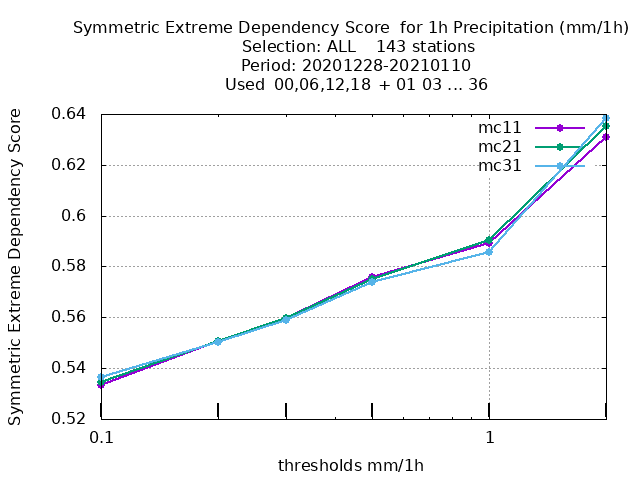 Symmetric Extreme Dependency Score for 1h Precipitation (mm/1h)
Selection: ALL 143 stations
Period: 20201228-20210110
Used 00,06,12,18 + 01 03 ... 36
Symmetric Extreme Dependency Score
0.64
0.62
0.6
0.58
0.56
0.54
0.52
mc11
mc21
mc31
0.1
1
thresholds mm/1h